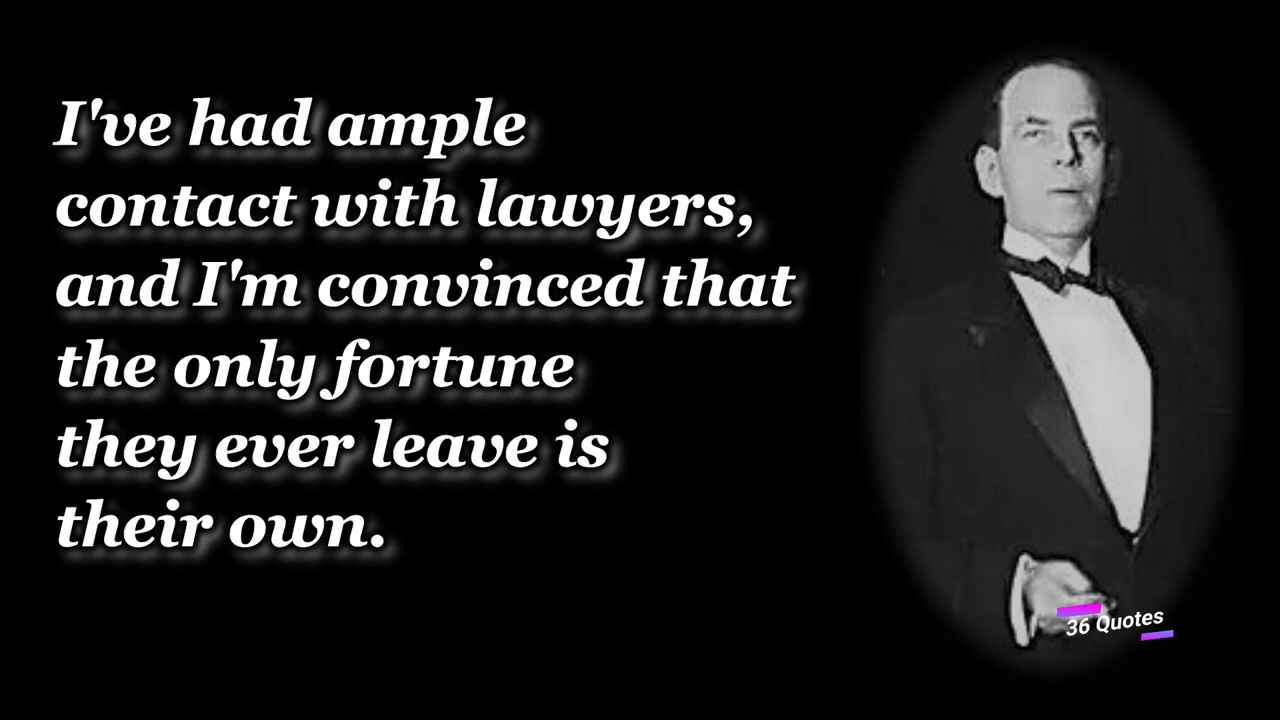 I've had ample
contact with lawyers,
and I'm convinced that
the only fortune
they ever leave is
their own.
36 Quotes